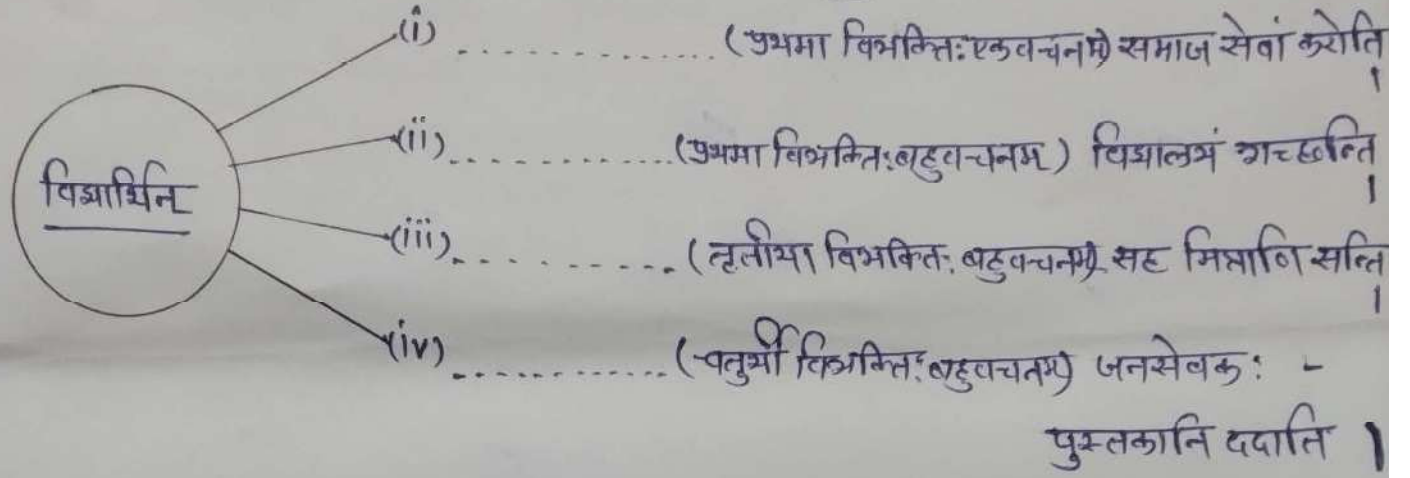 (i) .............. (प्रथमा विभक्ति: एकवचनम्) समाज सेवां करोति ।
(ii) .............. (प्रथमा विभक्ति: बहुवचनम्) विद्यालयं गच्छन्ति ।
विद्यार्थिन्
(iii) .............. (तृतीया विभक्ति: बहुवचनम्) सह मित्राणि सन्ति ।
(iv) .............. (चतुर्थी विभक्ति: बहुवचनम्) जनसेवक: -
पुस्तकानि ददाति ।